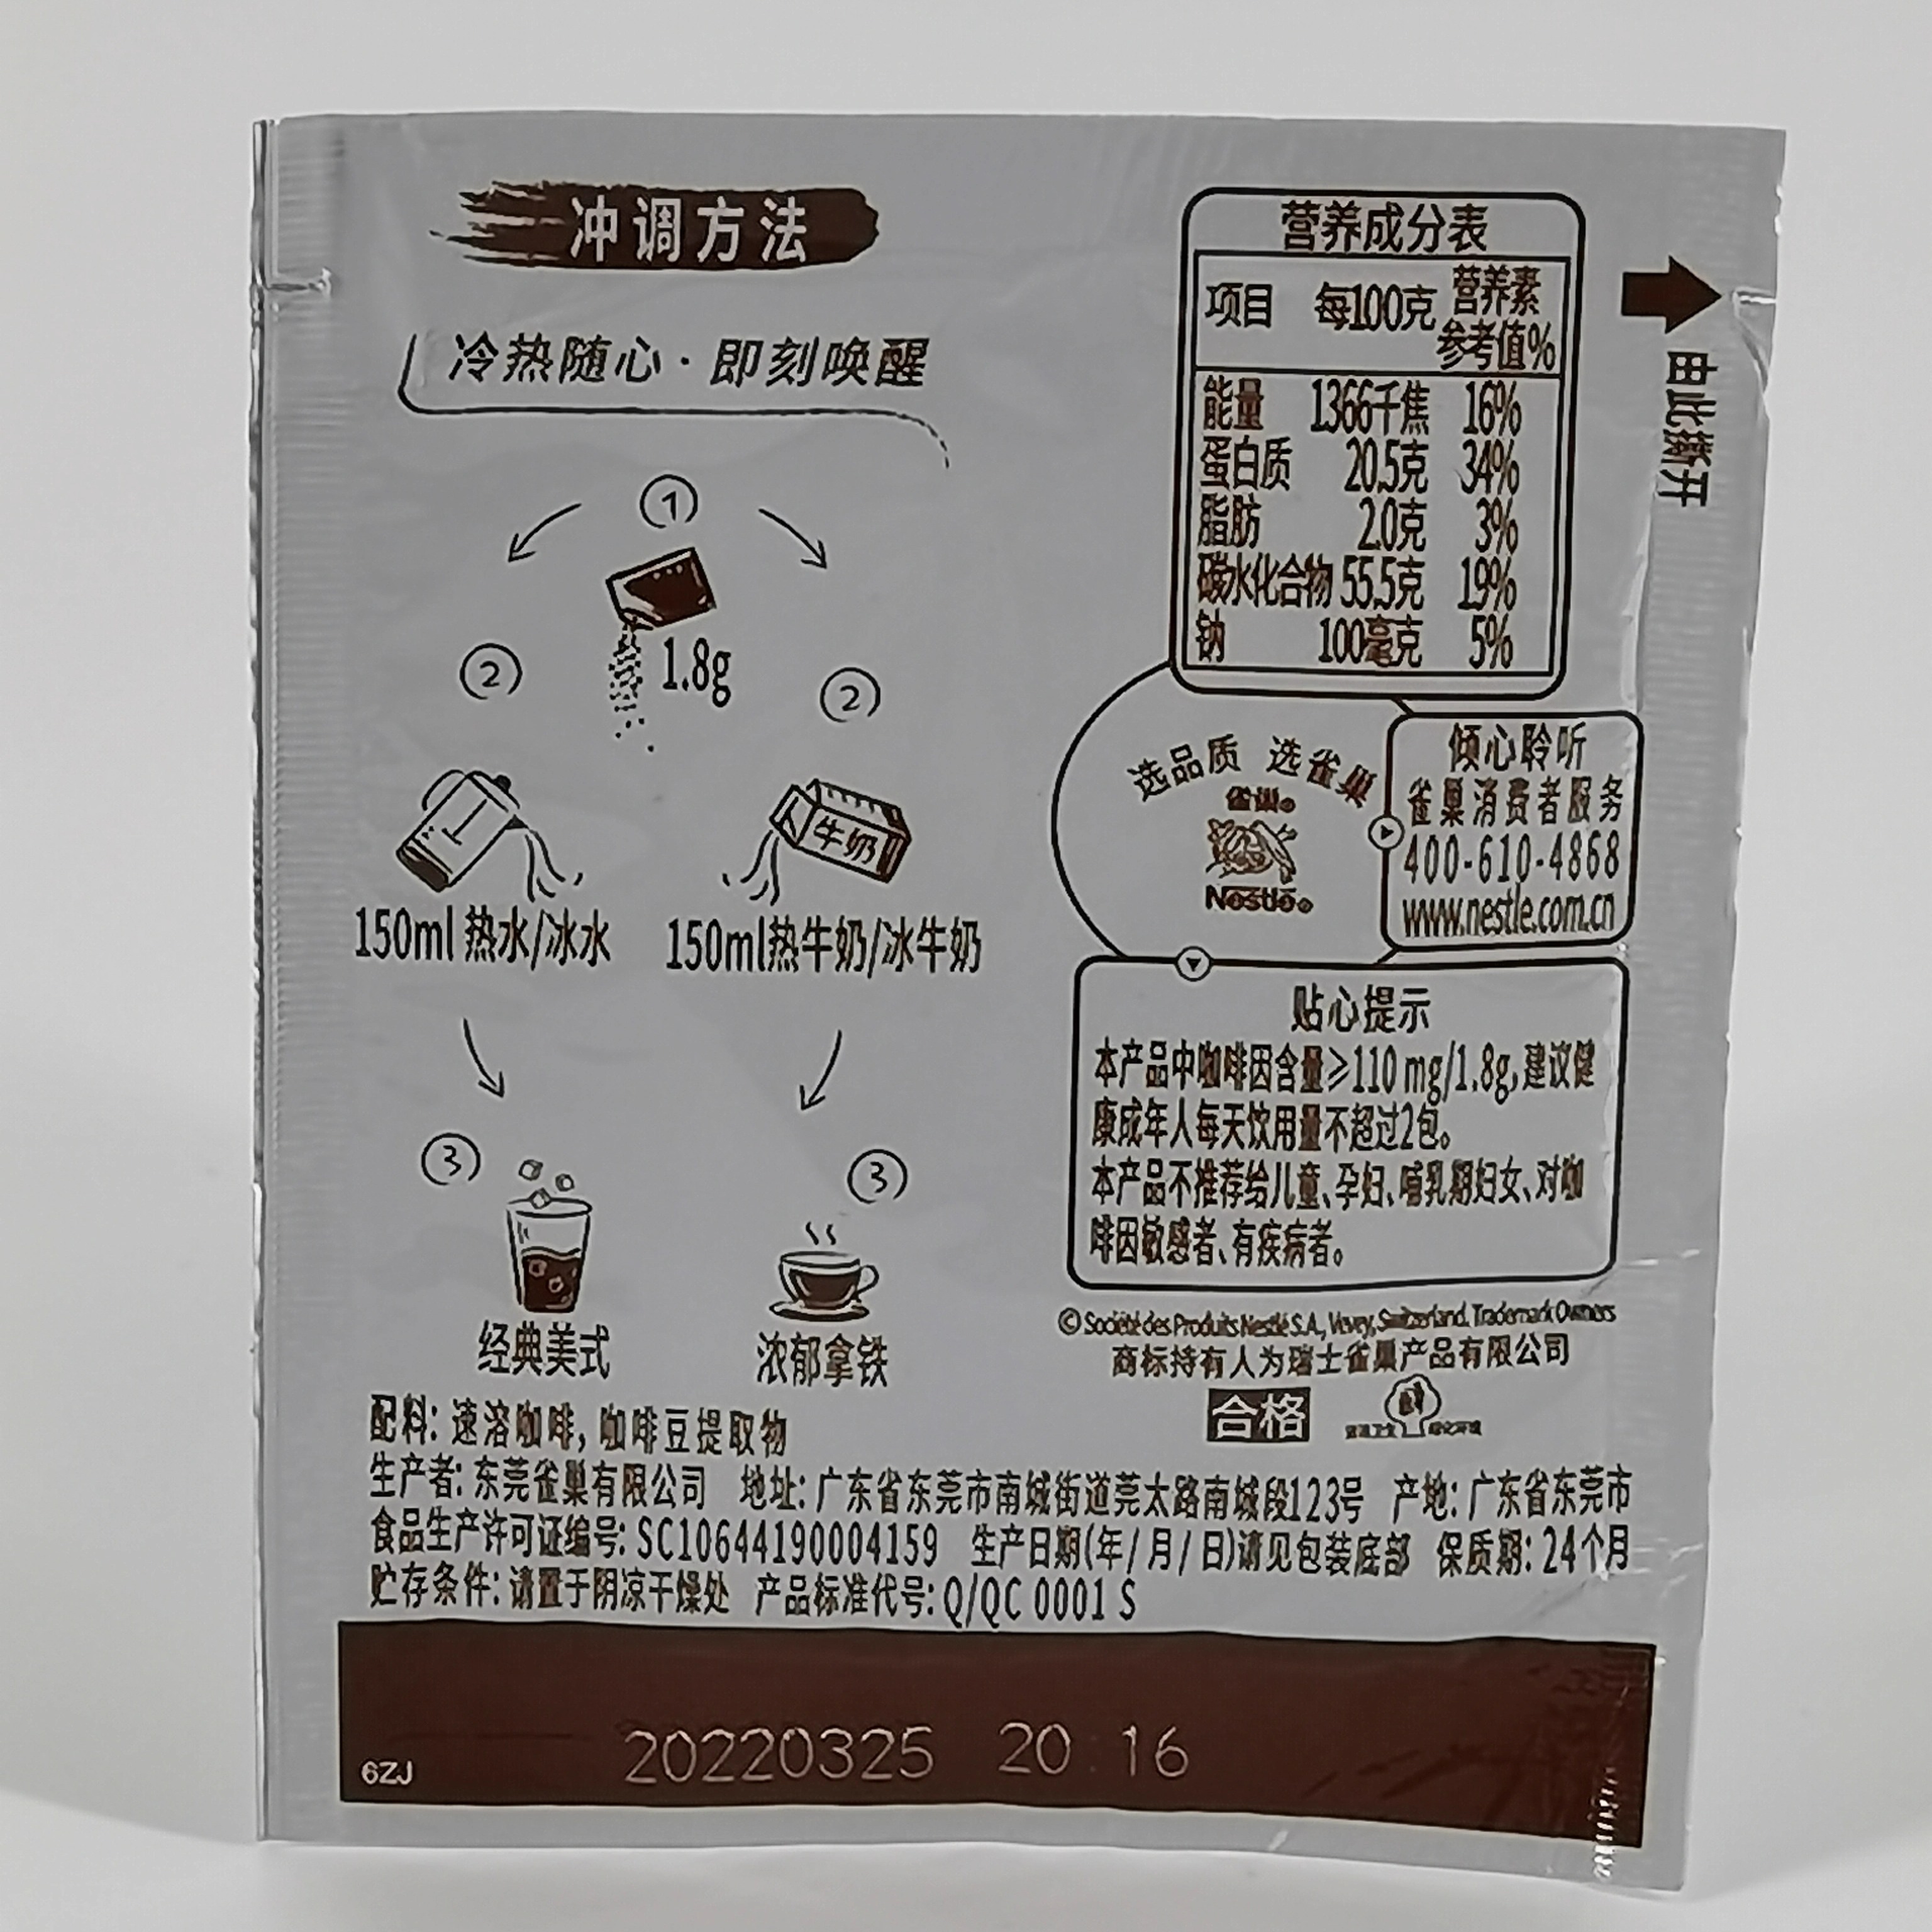 冲调方法
冷热随心·即刻唤醒
1
1.8g
2
2
牛奶
150ml 热水/冰水
150ml热牛奶/冰牛奶
3
3
经典美式
浓郁拿铁
营养成分表
项目 每100克 营养素参考值%
能量 1366千焦 16%
蛋白质 20.5克 34%
脂肪 2.0克 3%
碳水化合物 55.5克 19%
钠 100毫克 5%
由此撕开
选品质 选雀巢
雀巢®
Nestlé®
倾心聆听
雀巢消费者服务
400-610-4868
www.nestle.com.cn
贴心提示
本产品中咖啡因含量≥110 mg/1.8g,建议健
康成年人每天饮用量不超过2包。
本产品不推荐给儿童、孕妇、哺乳期妇女、对咖
啡因敏感者、有疾病者。
© Société des Produits Nestlé S.A., Vevey, Switzerland. Trademark Owners
商标持有人为瑞士雀巢产品有限公司
合格
配料: 速溶咖啡, 咖啡豆提取物
生产者: 东莞雀巢有限公司 地址: 广东省东莞市南城街道莞太路南城段123号 产地: 广东省东莞市
食品生产许可证编号: SC10644190004159 生产日期(年/月/日)请见包装底部 保质期: 24个月
贮存条件: 请置于阴凉干燥处 产品标准代号: Q/QC 0001 S
6ZJ
20220325 20:16